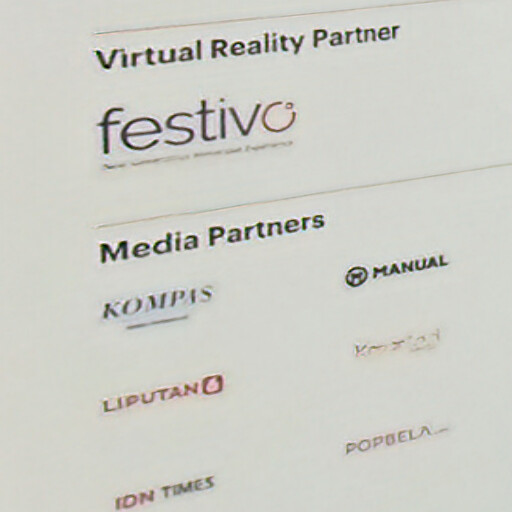 Virtual Reality Partner
festivo
Media Partners
KOMPAS
MANUAL
LIPUTAN6
POPBELA
IDN TIMES